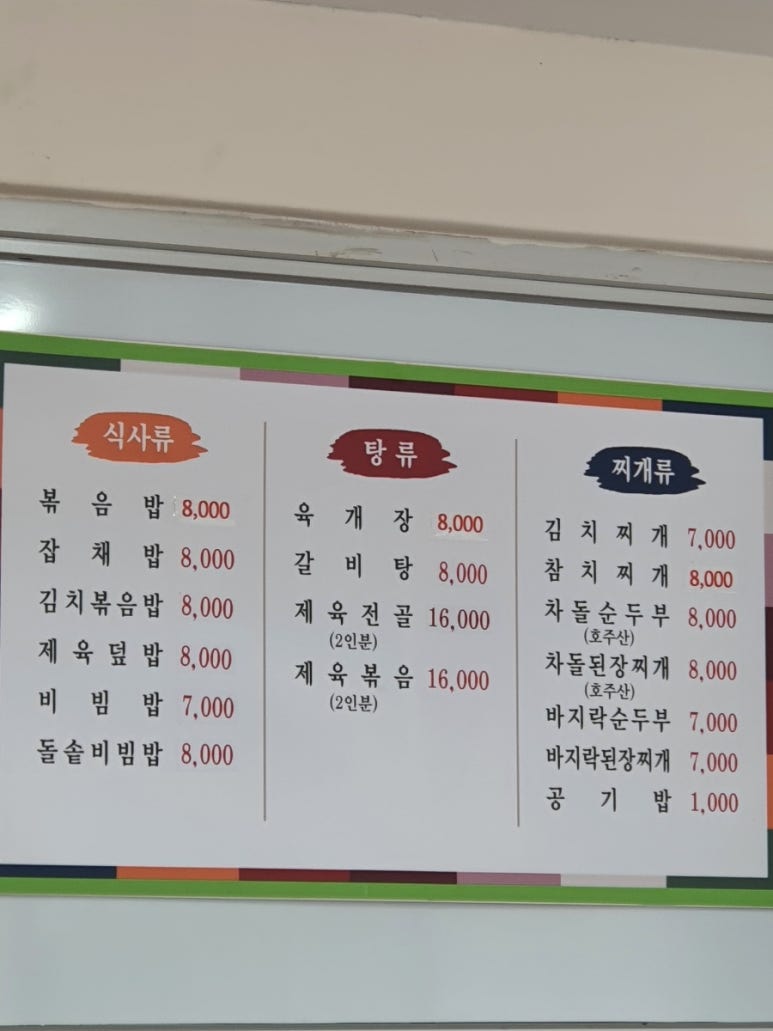 식사류
볶음밥 8,000
잡채밥 8,000
김치볶음밥 8,000
제육덮밥 8,000
비빔밥 7,000
돌솥비빔밥 8,000
탕류
육개장 8,000
갈비탕 8,000
제육전골 16,000
(2인분)
제육볶음 16,000
(2인분)
찌개류
김치찌개 7,000
참치찌개 8,000
차돌순두부 8,000
(호주산)
차돌된장찌개 8,000
(호주산)
바지락순두부 7,000
바지락된장찌개 7,000
공기밥 1,000